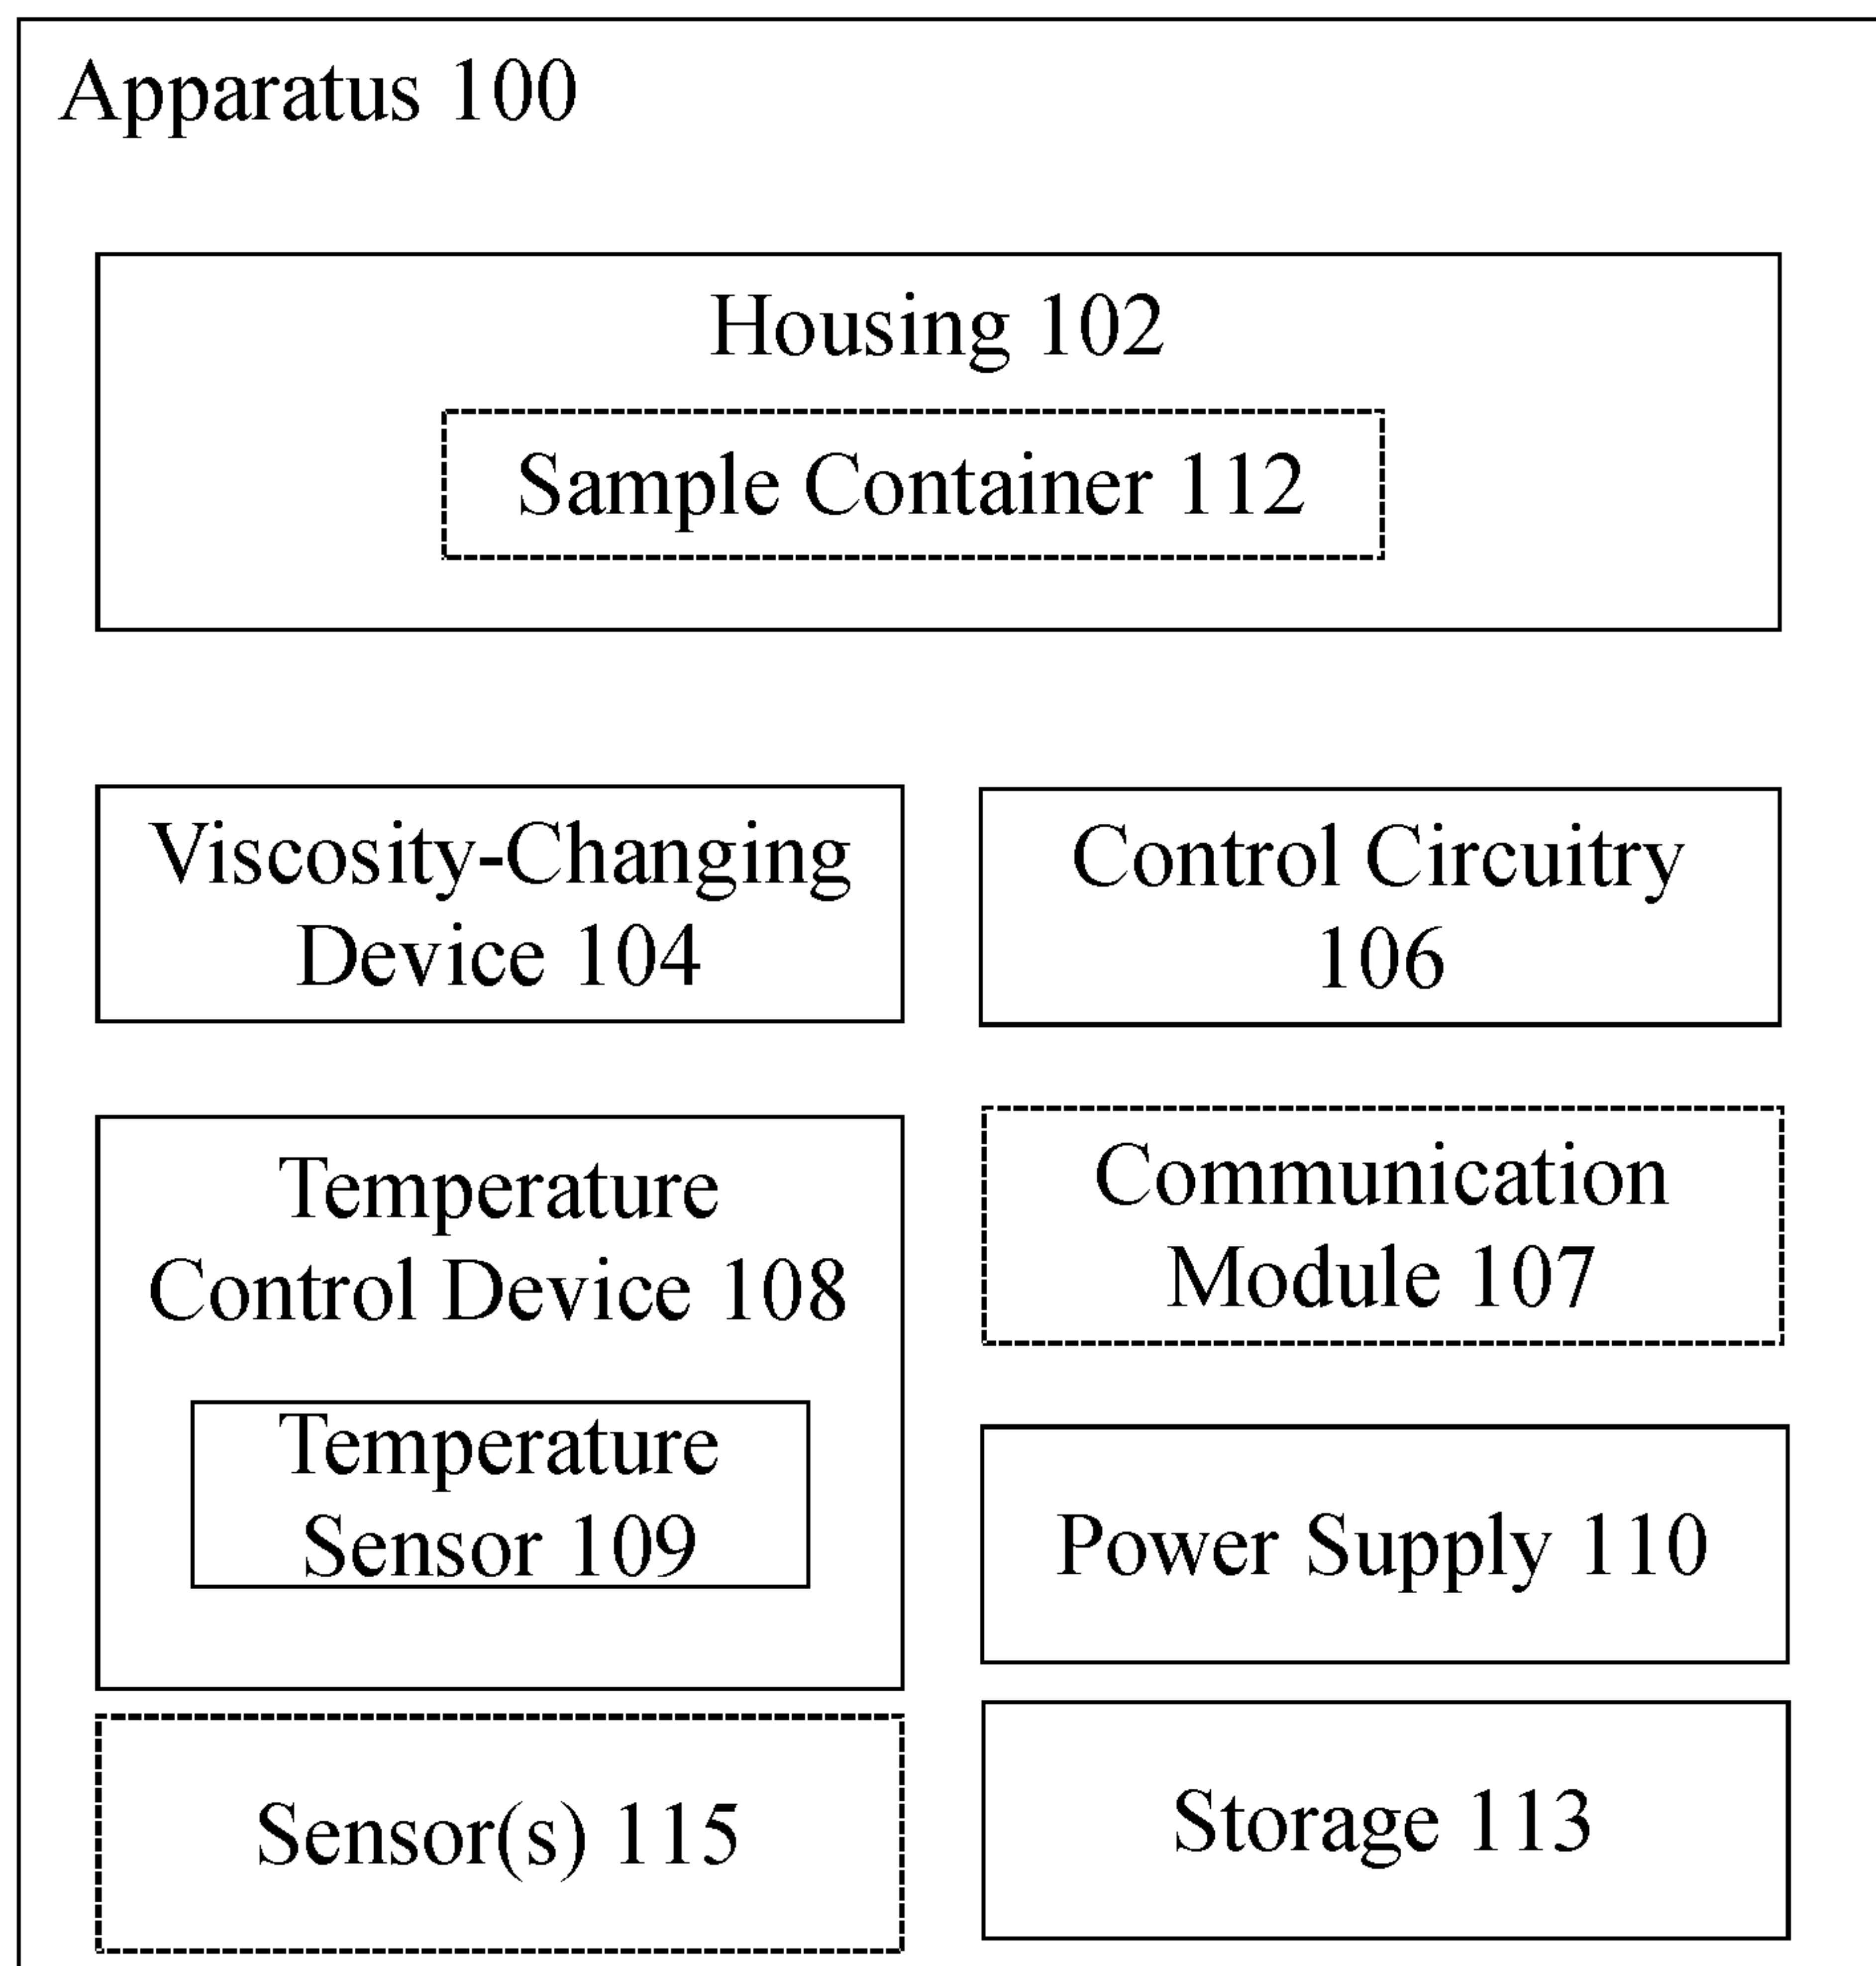 Apparatus 100
Housing 102
Sample Container 112
Viscosity-Changing
Device 104
Control Circuitry
106
Temperature
Control Device 108
Temperature
Sensor 109
Communication
Module 107
Power Supply 110
Sensor(s) 115
Storage 113